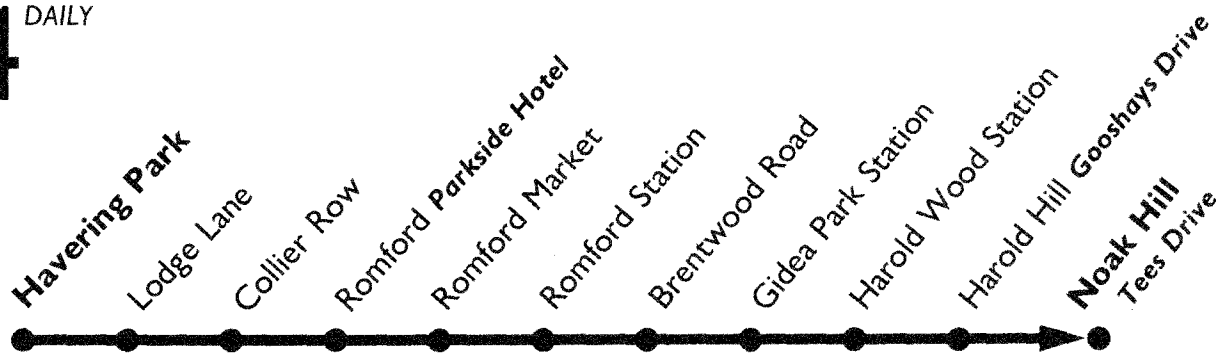 DAILY
Havering Park
Lodge Lane
Collier Row
Romford Parkside Hotel
Romford Market
Romford Station
Brentwood Road
Gidea Park Station
Harold Wood Station
Harold Hill Gooshays Drive
Noak Hill
Tees Drive